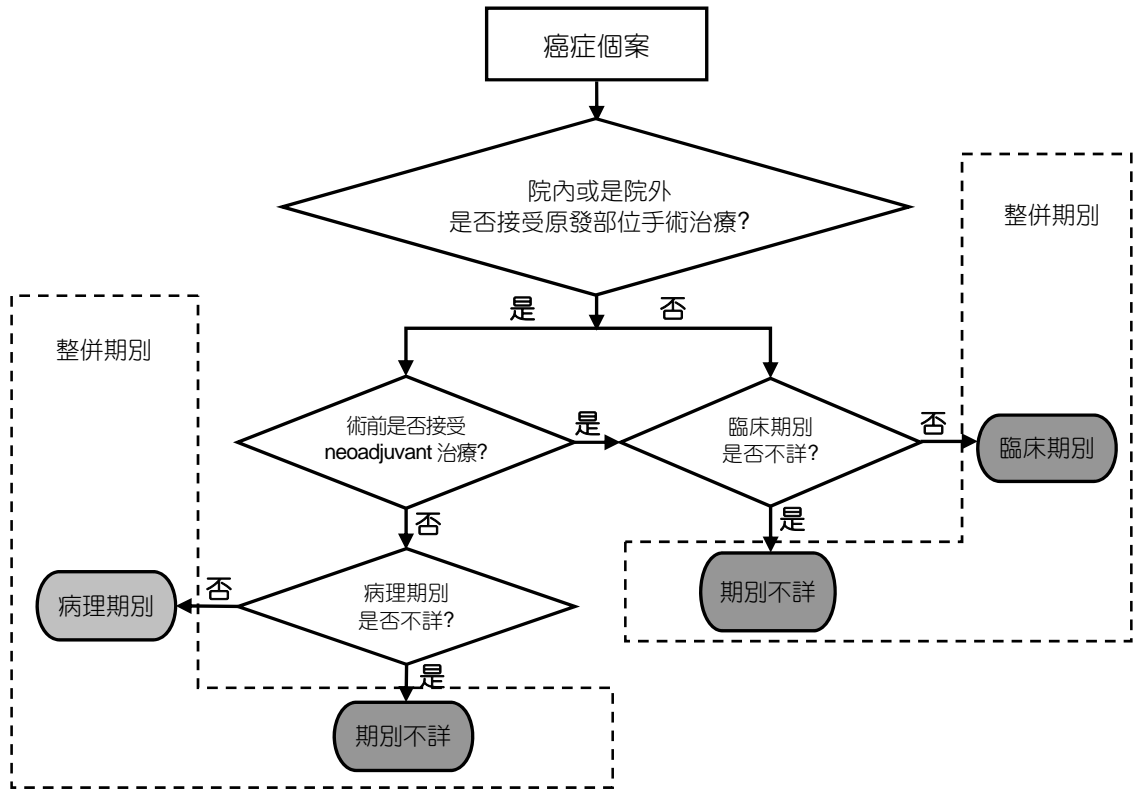 癌症個案
院內或是院外
是否接受原發部位手術治療?
整併期別
是
否
整併期別
術前是否接受
neoadjuvant 治療?
是
臨床期別
是否不詳?
否
臨床期別
否
是
期別不詳
病理期別
否
病理期別
是否不詳?
是
期別不詳